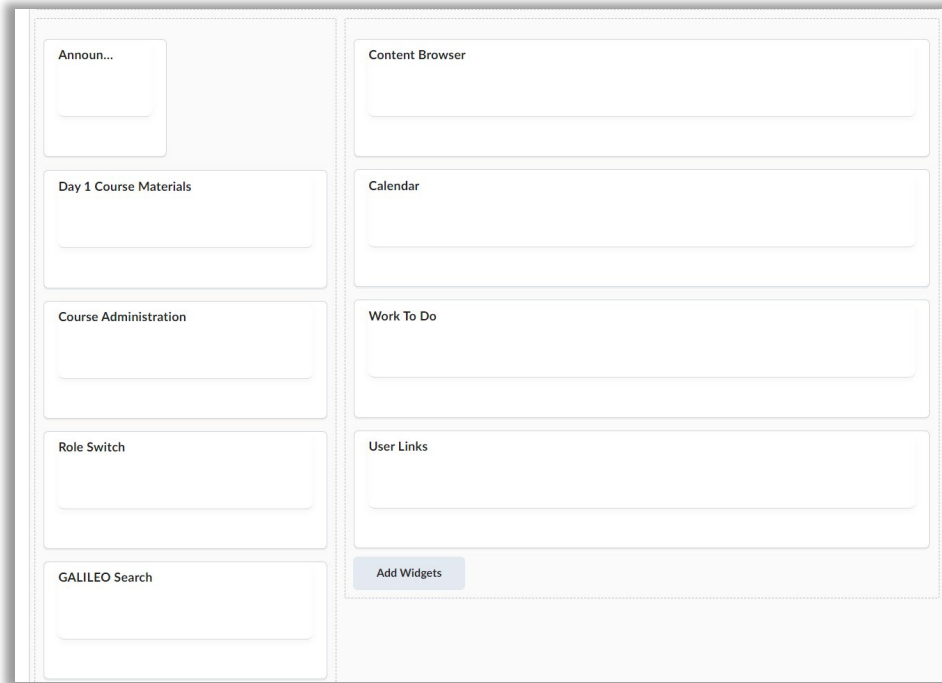 Announ...
Day 1 Course Materials
Course Administration
Role Switch
GALILEO Search
Content Browser
Calendar
Work To Do
User Links
Add Widgets